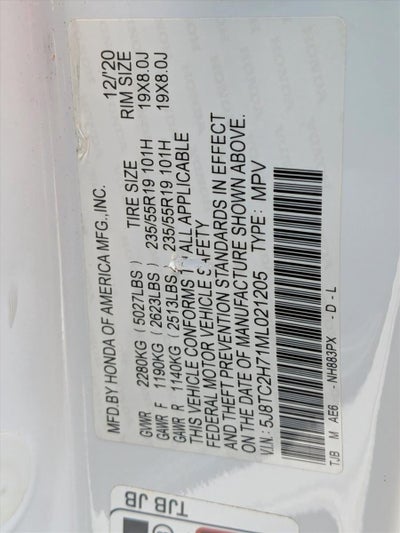 MFD.BY HONDA OF AMERICA MFG.,INC. 12/'20
TIRE SIZE RIM SIZE
GVWR 2280KG (5027LBS)
GAWR F 1190KG (2623LBS) 235/55R19 101H 19X8.0J
GAWR R 1140KG (2513LBS) 235/55R19 101H 19X8.0J
THIS VEHICLE CONFORMS TO ALL APPLICABLE
FEDERAL MOTOR VEHICLE SAFETY
AND THEFT PREVENTION STANDARDS IN EFFECT
ON THE DATE OF MANUFACTURE SHOWN ABOVE.
V.I.N.: 5J8TC2H71ML021205 TYPE: MPV
TJB M AE6 -NH883PX -D-L
TJB JB